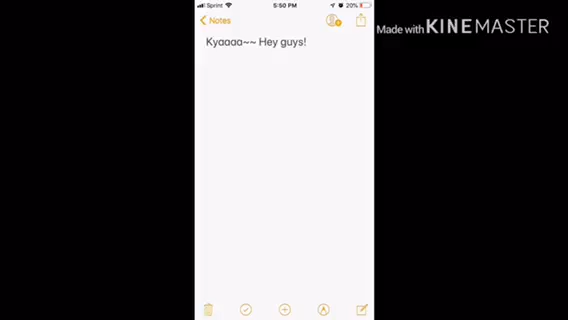 Sprint 5:50 PM 20%
Notes
Made with KINEMASTER
Kyaaaa~~ Hey guys!